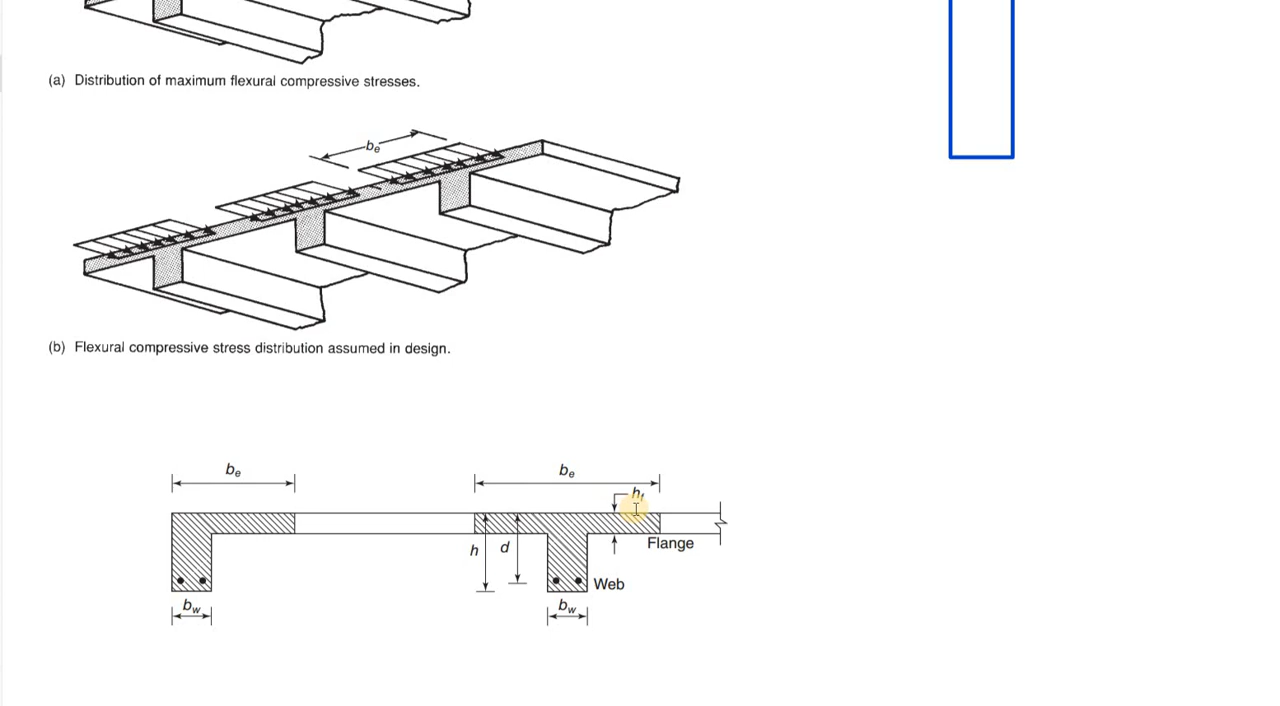 (a) Distribution of maximum flexural compressive stresses.
be
(b) Flexural compressive stress distribution assumed in design.
be
be
hf
h
d
Flange
Web
bw
bw